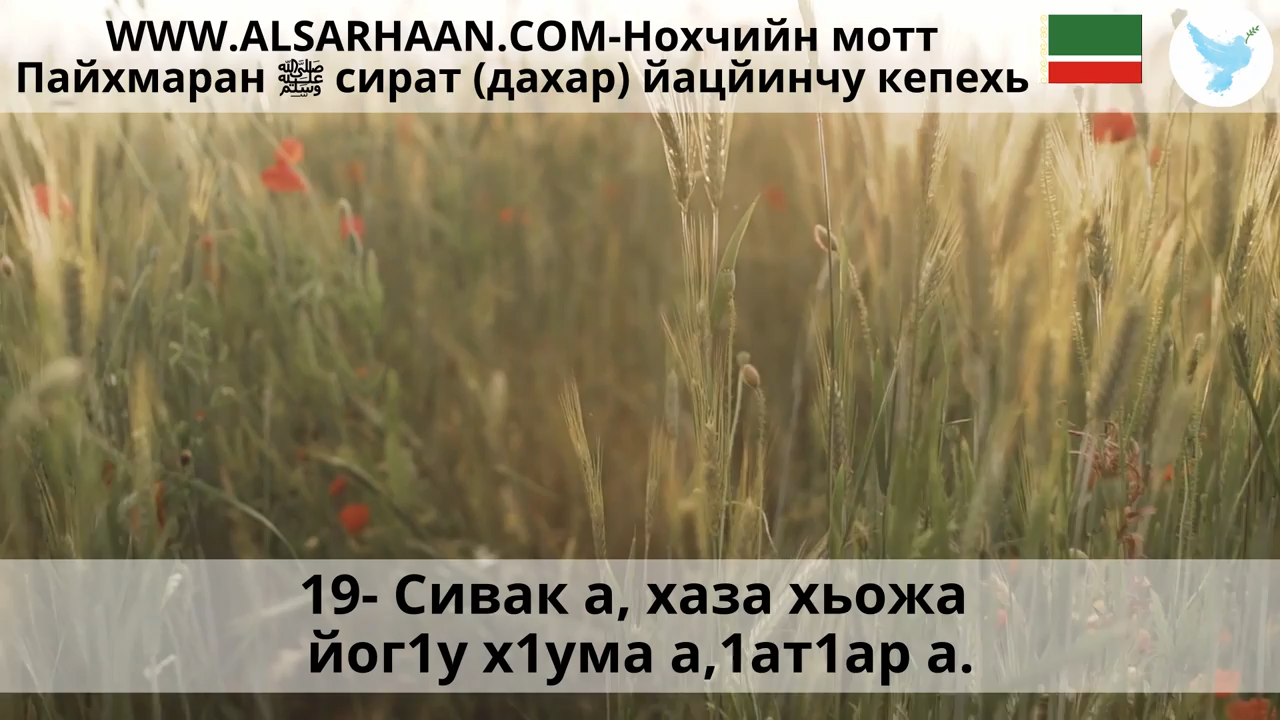 WWW.ALSARHAAN.COM-Нохчийн мотт
Пайхмаран ﷺ сират (дахар) йацйинчу кепехь
19- Сивак а, хаза хьожа
йог1у х1ума а,1ат1ар а.